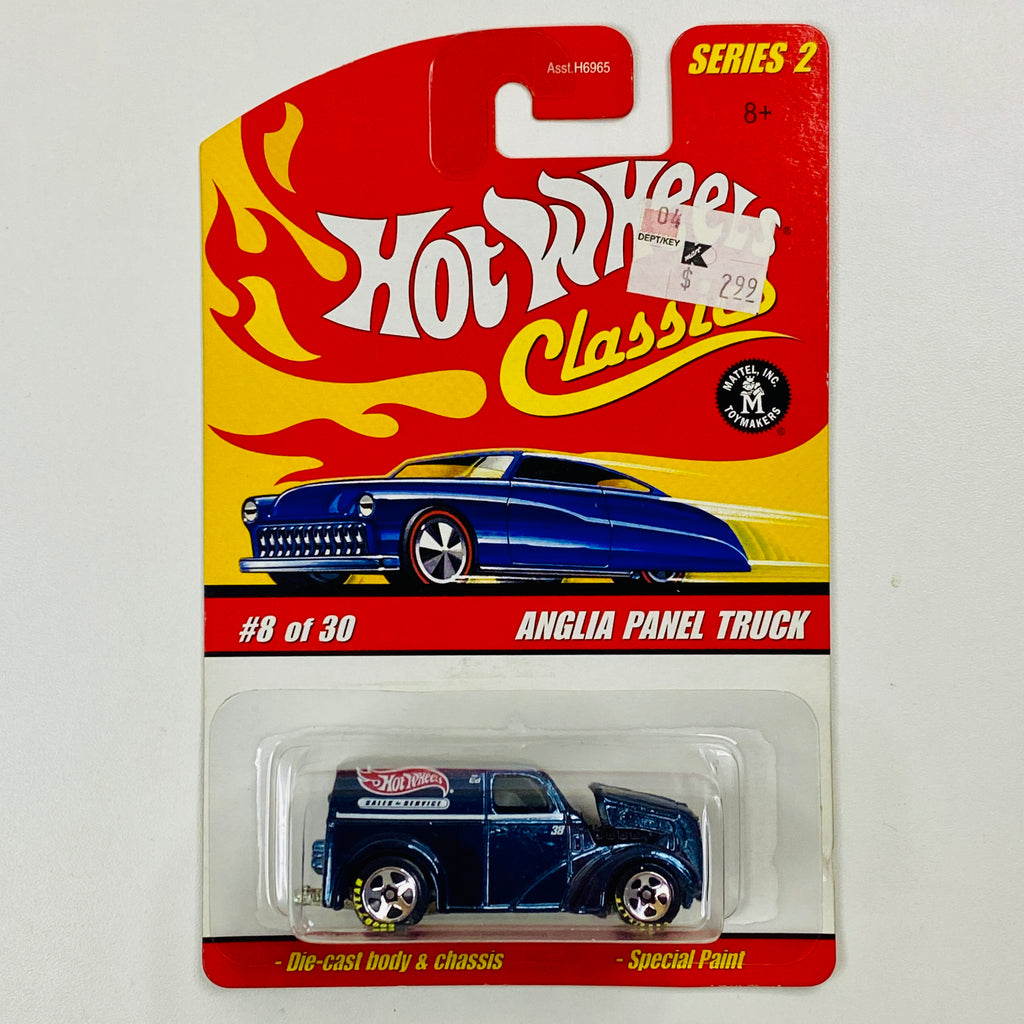 Asst.H6965
SERIES 2
8+
Hot Wheels
04
DEPT/KEY
$ 2.99
Classics
MATTEL, INC.
M
TOYMAKERS
#8 of 30
ANGLIA PANEL TRUCK
Hot Wheels
SALES & SERVICE
Ed
38
- Die-cast body & chassis
- Special Paint